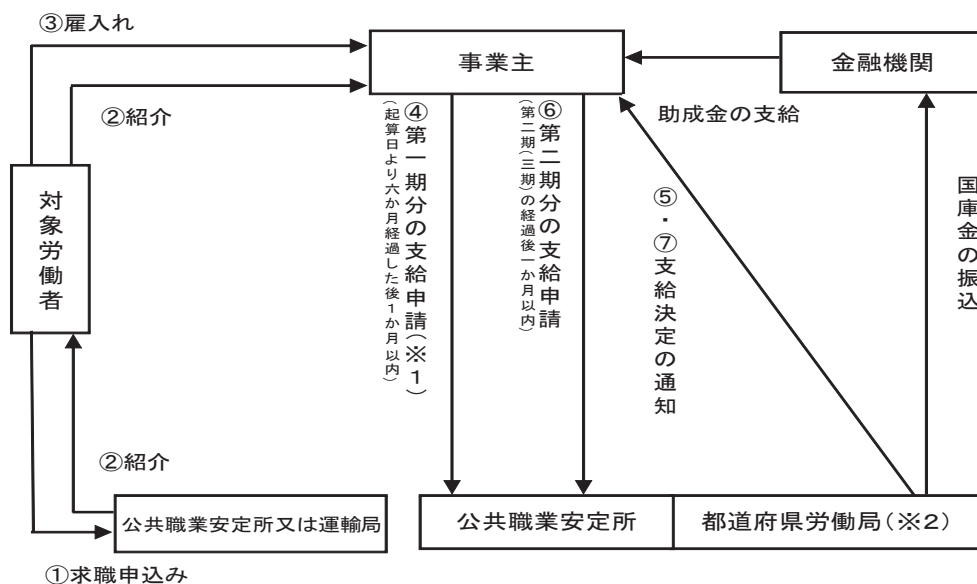 ③雇入れ
事業主
金融機関
②紹介
助成金の支給
対象労働者
④第一期分の支給申請（※1）
（起算日より六か月経過した後1か月以内）
⑥第二期分の支給申請
（第二期（三期）の経過後一か月以内）
⑤・⑦支給決定の通知
国庫金の振込
②紹介
公共職業安定所又は運輸局
公共職業安定所
都道府県労働局（※2）
①求職申込み